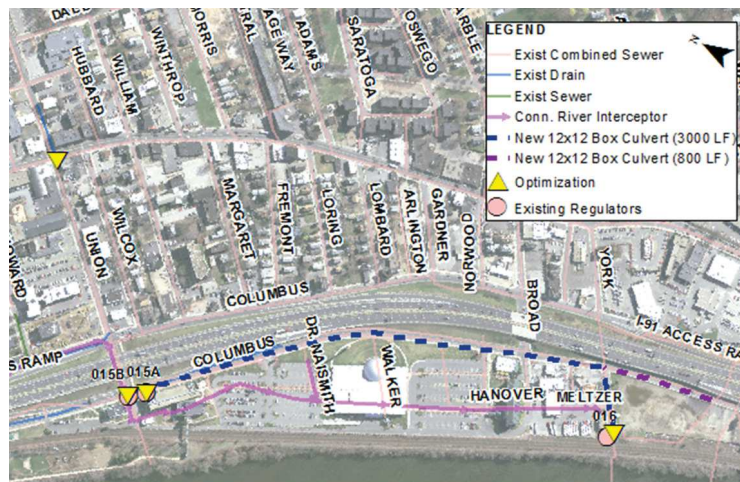 LEGEND
Exist Combined Sewer
Exist Drain
Exist Sewer
Conn. River Interceptor
New 12x12 Box Culvert (3000 LF)
New 12x12 Box Culvert (800 LF)
Optimization
Existing Regulators
N
HUBBARD
WILLIAM
WINTHROP
ADAMS
SARATOGA
OSWEGO
UNION
WILCOX
MARGARET
FREMONT
LORING
LOMBARD
ARLINGTON
GARDNER
NORWOOD
BROAD
YORK
COLUMBUS
I-91 ACCESS RA
S RAMP
COLUMBUS
015B
015A
DR NAISMITH
WALKER
HANOVER
MELTZER
016